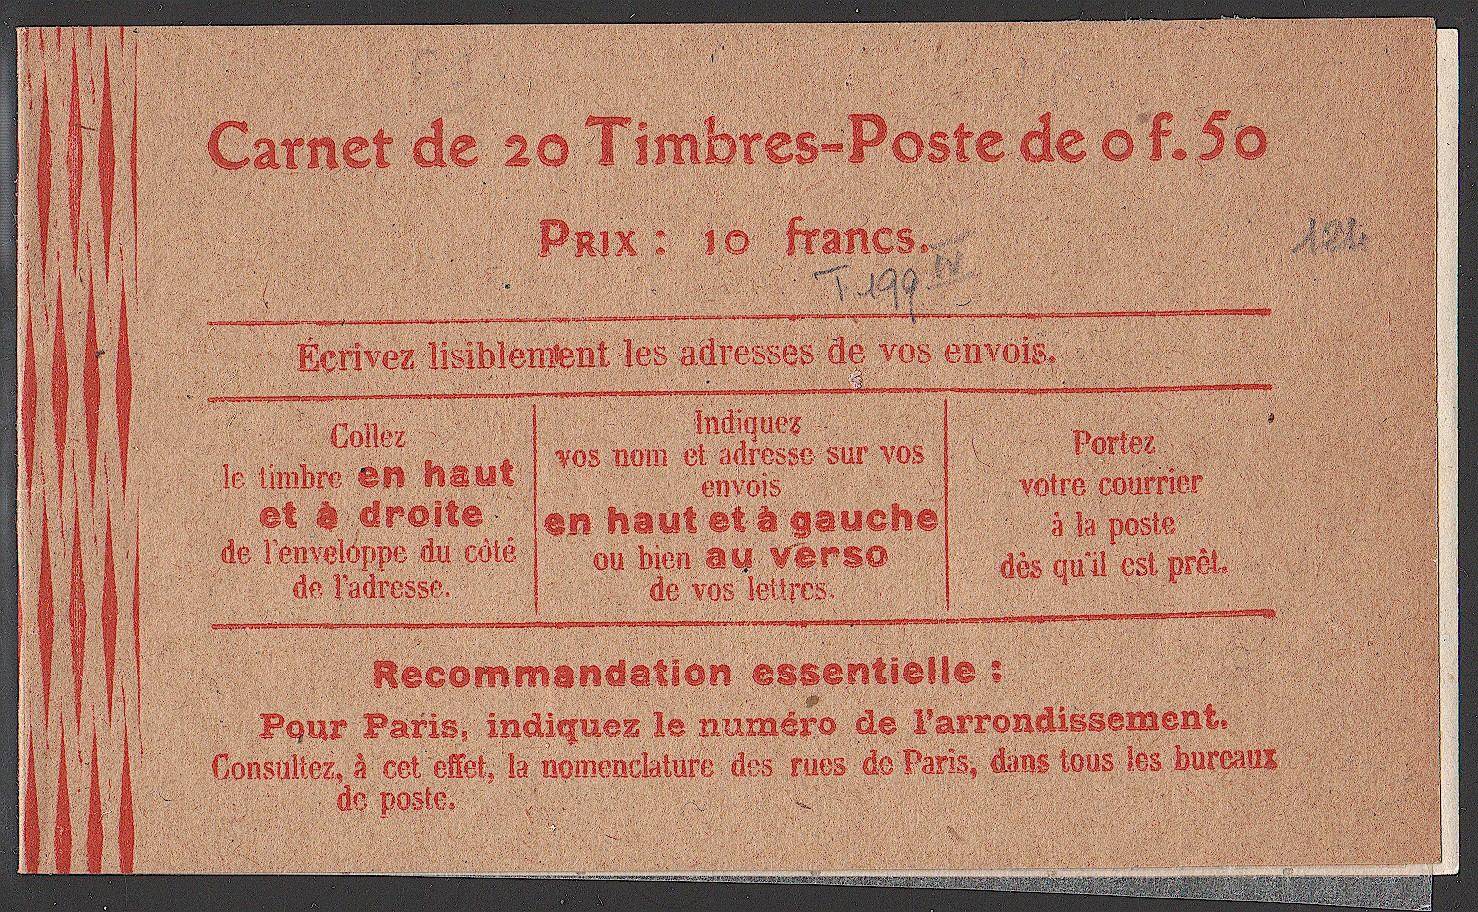 Carnet de 20 Timbres-Poste de 0 f. 50
PRIX : 10 francs.
T 199 IV
Écrivez lisiblement les adresses de vos envois.
Collez
le timbre en haut
et à droite
de l'enveloppe du côté
de l'adresse.
Indiquez
vos nom et adresse sur vos
envois
en haut et à gauche
ou bien au verso
de vos lettres.
Portez
votre courrier
à la poste
dès qu'il est prêt.
Recommandation essentielle :
Pour Paris, indiquez le numéro de l'arrondissement.
Consultez, à cet effet, la nomenclature des rues de Paris, dans tous les bureaux
de poste.